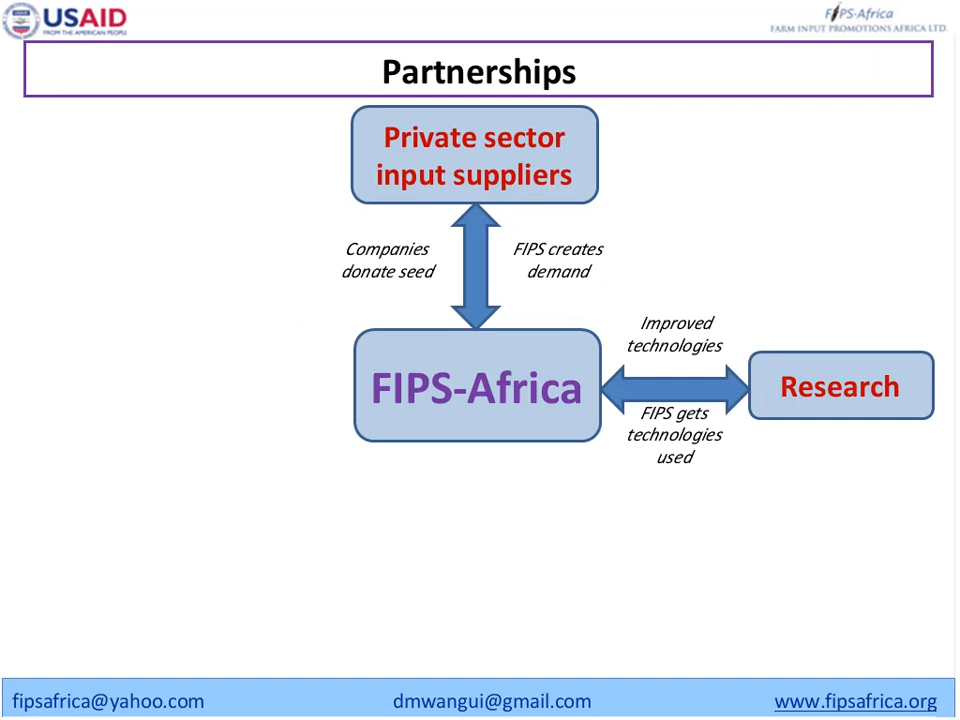 USAID
FROM THE AMERICAN PEOPLE
FIPS-Africa
FARM INPUT PROMOTIONS AFRICA LTD.
Partnerships
Private sector
input suppliers
Companies
donate seed
FIPS creates
demand
Improved
technologies
FIPS-Africa
Research
FIPS gets
technologies
used
fipsafrica@yahoo.com
dmwangui@gmail.com
www.fipsafrica.org